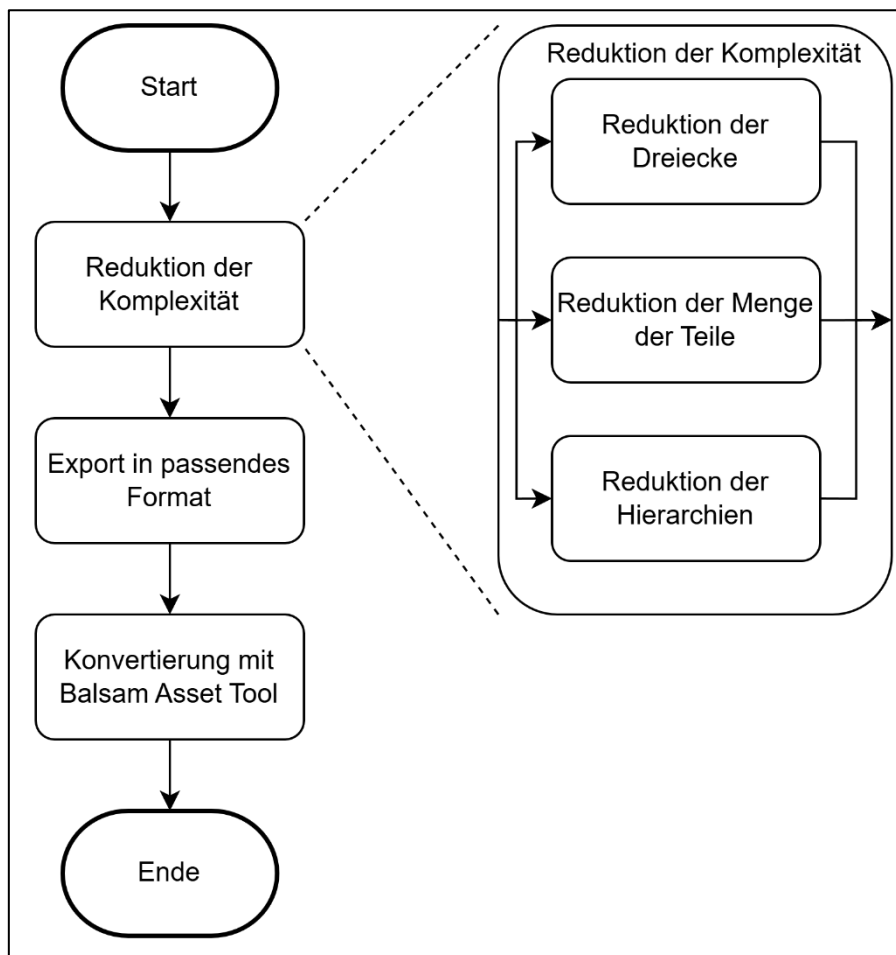 Start
Reduktion der
Komplexität
Export in passendes
Format
Konvertierung mit
Balsam Asset Tool
Ende
Reduktion der Komplexität
Reduktion der
Dreiecke
Reduktion der Menge
der Teile
Reduktion der
Hierarchien